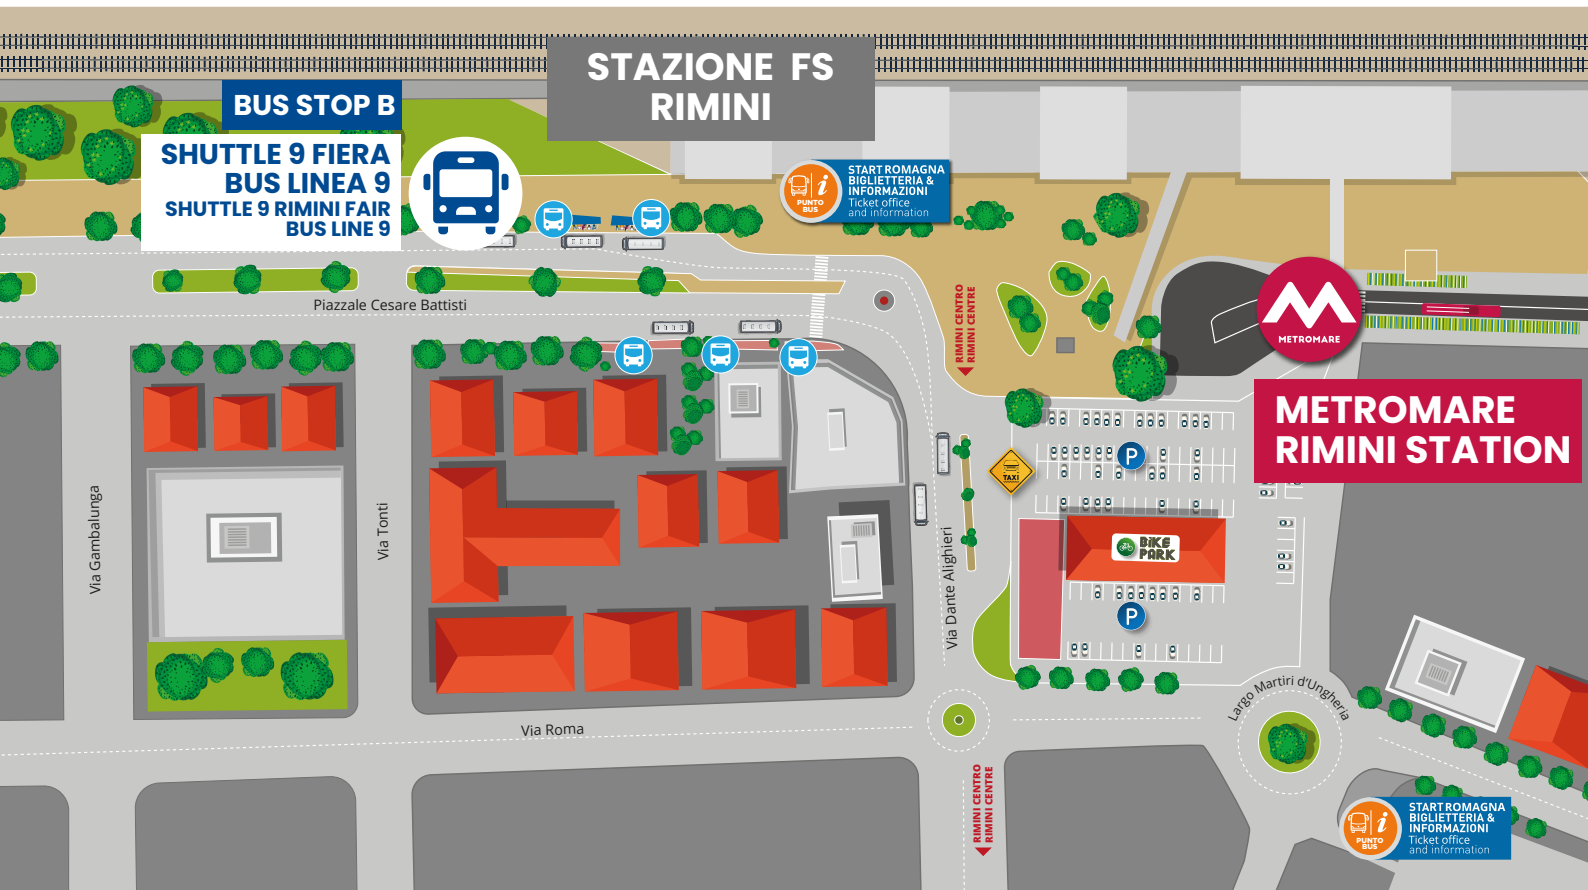 STAZIONE FS
RIMINI
BUS STOP B
SHUTTLE 9 FIERA
BUS LINEA 9
SHUTTLE 9 RIMINI FAIR
BUS LINE 9
PUNTO
BUS
START ROMAGNA
BIGLIETTERIA &
INFORMAZIONI
Ticket office
and information
Piazzale Cesare Battisti
RIMINI CENTRO
RIMINI CENTRE
METROMARE
METROMARE
RIMINI STATION
P
TAXI
BIKE
PARK
P
Via Gambalunga
Via Tonti
Via Dante Alighieri
Via Roma
Largo Martiri d'Ungheria
RIMINI CENTRO
RIMINI CENTRE
PUNTO
BUS
START ROMAGNA
BIGLIETTERIA &
INFORMAZIONI
Ticket office
and information